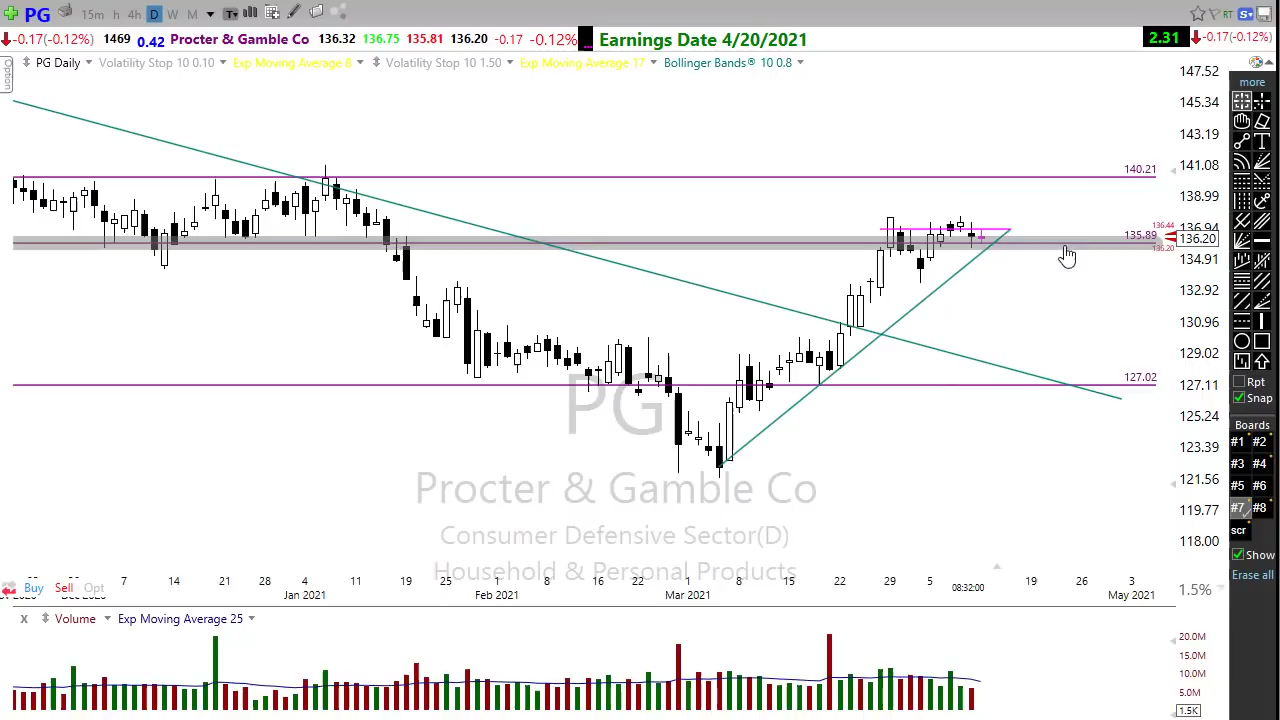 PG 15m h 4h D W M T RT S
-0.17(-0.12%) 1469 0.42 Procter & Gamble Co 136.32 136.75 135.81 136.20 -0.17 -0.12% Earnings Date 4/20/2021 2.31 -0.17(-0.12%)
Option PG Daily Volatility Stop 10 0.10 Exp Moving Average 8 Volatility Stop 10 1.50 Exp Moving Average 17 Bollinger Bands® 10 0.8
147.52
more
145.34
143.19
140.21
141.08
138.99
136.44
136.94
135.89
136.20
136.20
134.91
132.92
130.96
129.02
127.02
127.11
Rpt
Snap
125.24
Boards
#1 #2
123.39
#3 #4
121.56
#5 #6
119.77
#7 #8
scr
118.00
Show
Erase all
PG
Procter & Gamble Co
Consumer Defensive Sector(D)
Household & Personal Products
Buy Sell Opt
7 14 21 28 4 11 19 25 1 8 16 22 1 8 15 22 29 5 08:32:00 19 26 3
1.5%
Jan 2021 Feb 2021 Mar 2021 May 2021
x Volume Exp Moving Average 25
20.0M
15.0M
10.0M
5.0M
1.5K